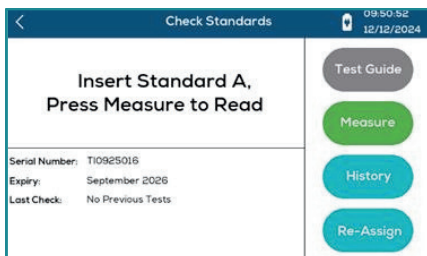 Check Standards
09:50:52
12/12/2024
Insert Standard A,
Press Measure to Read
Serial Number: TI0925016
Expiry: September 2026
Last Check: No Previous Tests
Test Guide
Measure
History
Re-Assign